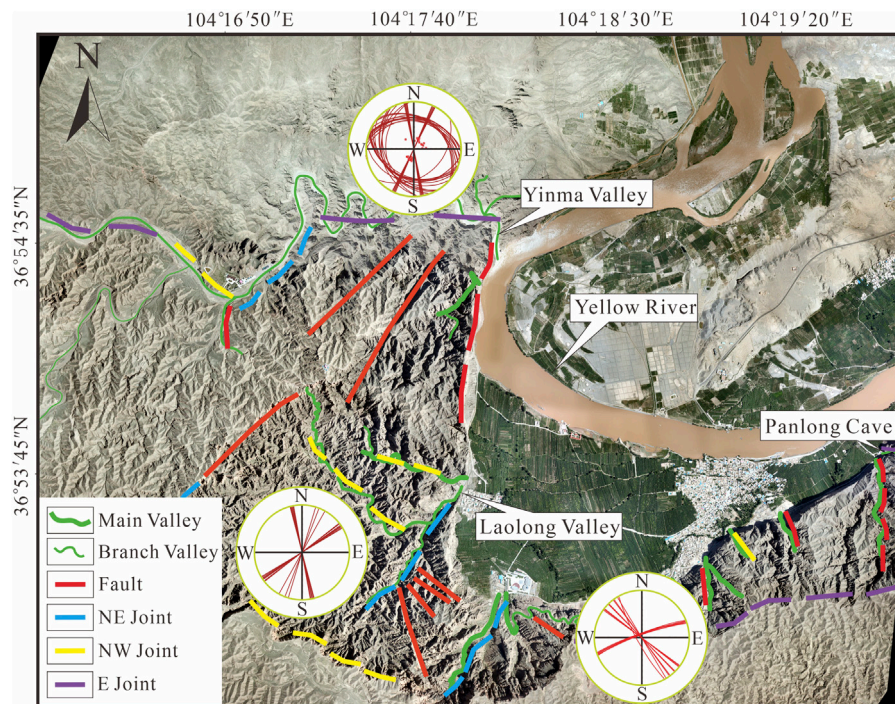 104°16′50″E 104°17′40″E 104°18′30″E 104°19′20″E
N
36°54′35″N
36°53′45″N
N
W E
S
Yinma Valley
Yellow River
Panlong Cave
Laolong Valley
N
W E
S
N
W E
S
Main Valley
Branch Valley
Fault
NE Joint
NW Joint
E Joint